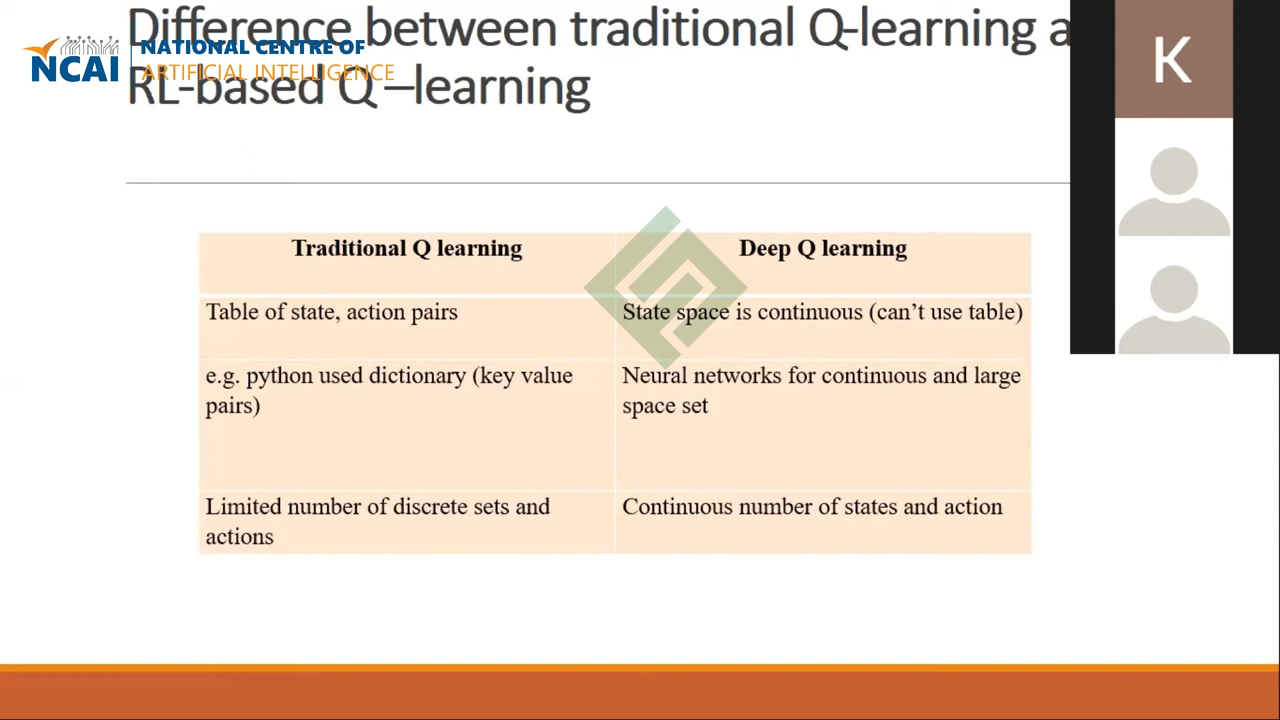 Difference between traditional Q-learning a
RL-based Q –learning
NCAI
NATIONAL CENTRE OF
ARTIFICIAL INTELLIGENCE
K
Traditional Q learning
Deep Q learning
Table of state, action pairs
State space is continuous (can’t use table)
e.g. python used dictionary (key value
pairs)
Neural networks for continuous and large
space set
Limited number of discrete sets and
actions
Continuous number of states and action